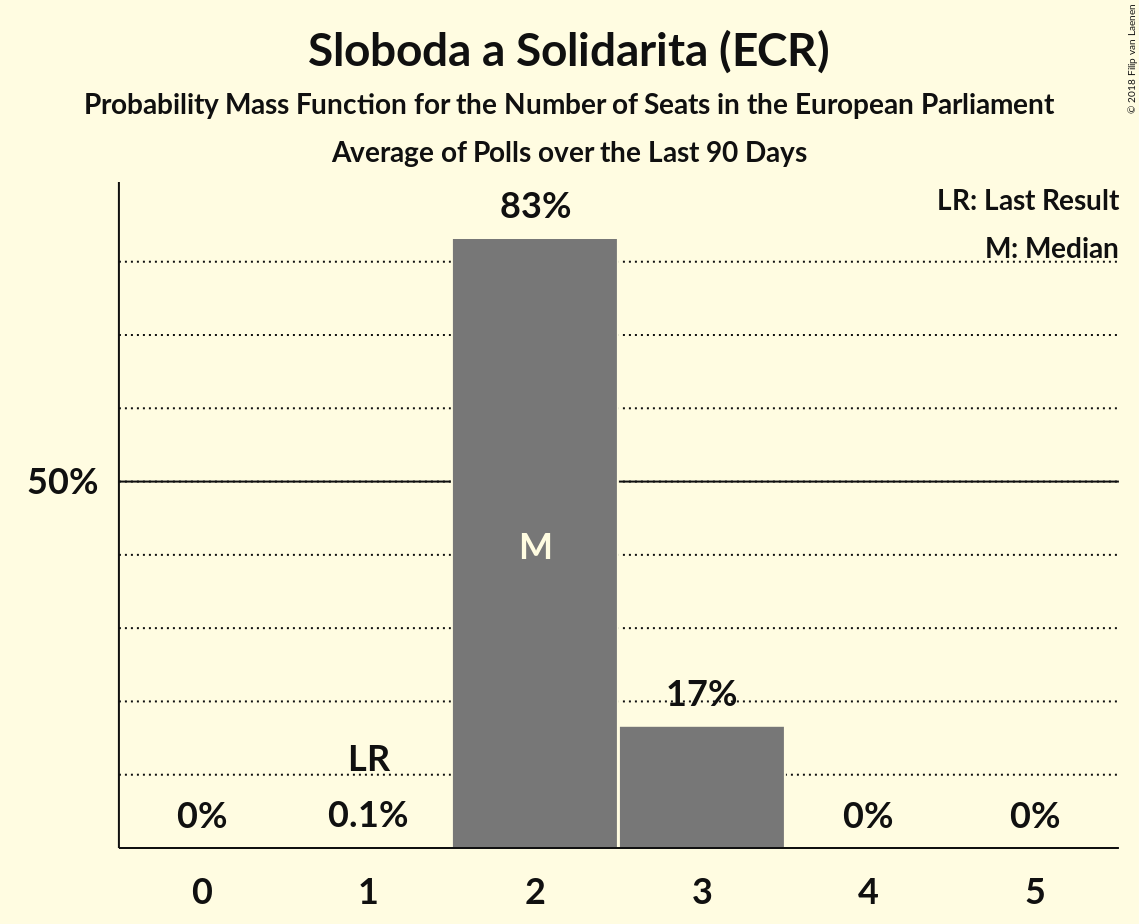 Sloboda a Solidarita (ECR)
Probability Mass Function for the Number of Seats in the European Parliament
Average of Polls over the Last 90 Days
© 2018 Filip van Laenen
LR: Last Result
M: Median
83%
50%
M
17%
LR
0%
0.1%
0%
0%
0
1
2
3
4
5